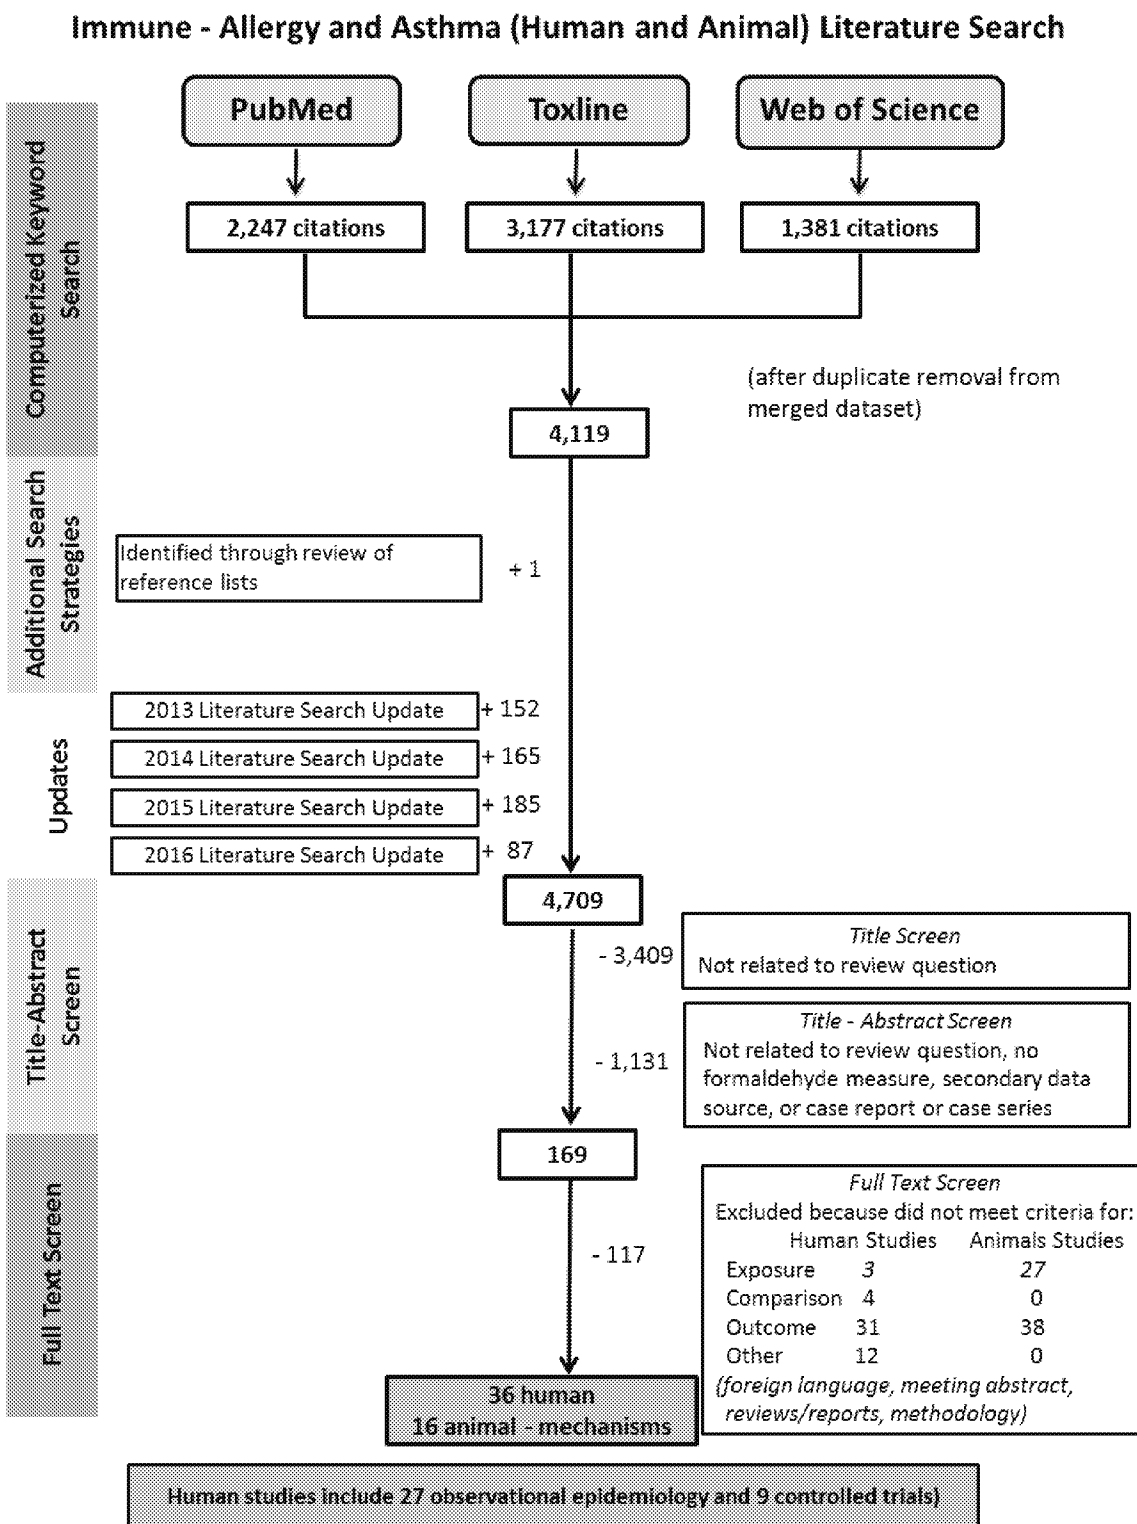 Immune - Allergy and Asthma (Human and Animal) Literature Search
PubMed
Toxline
Web of Science
Computerized Keyword
Search
2,247 citations
3,177 citations
1,381 citations
(after duplicate removal from
merged dataset)
4,119
Additional Search
Strategies
Identified through review of
reference lists
+ 1
Updates
2013 Literature Search Update
+ 152
2014 Literature Search Update
+ 165
2015 Literature Search Update
+ 185
2016 Literature Search Update
+ 87
4,709
Title-Abstract
Screen
- 3,409
Title Screen
Not related to review question
- 1,131
Title - Abstract Screen
Not related to review question, no
formaldehyde measure, secondary data
source, or case report or case series
169
Full Text Screen
- 117
Full Text Screen
Excluded because did not meet criteria for:
Human Studies Animals Studies
Exposure 3 27
Comparison 4 0
Outcome 31 38
Other 12 0
(foreign language, meeting abstract,
reviews/reports, methodology)
36 human
16 animal - mechanisms
Human studies include 27 observational epidemiology and 9 controlled trials)